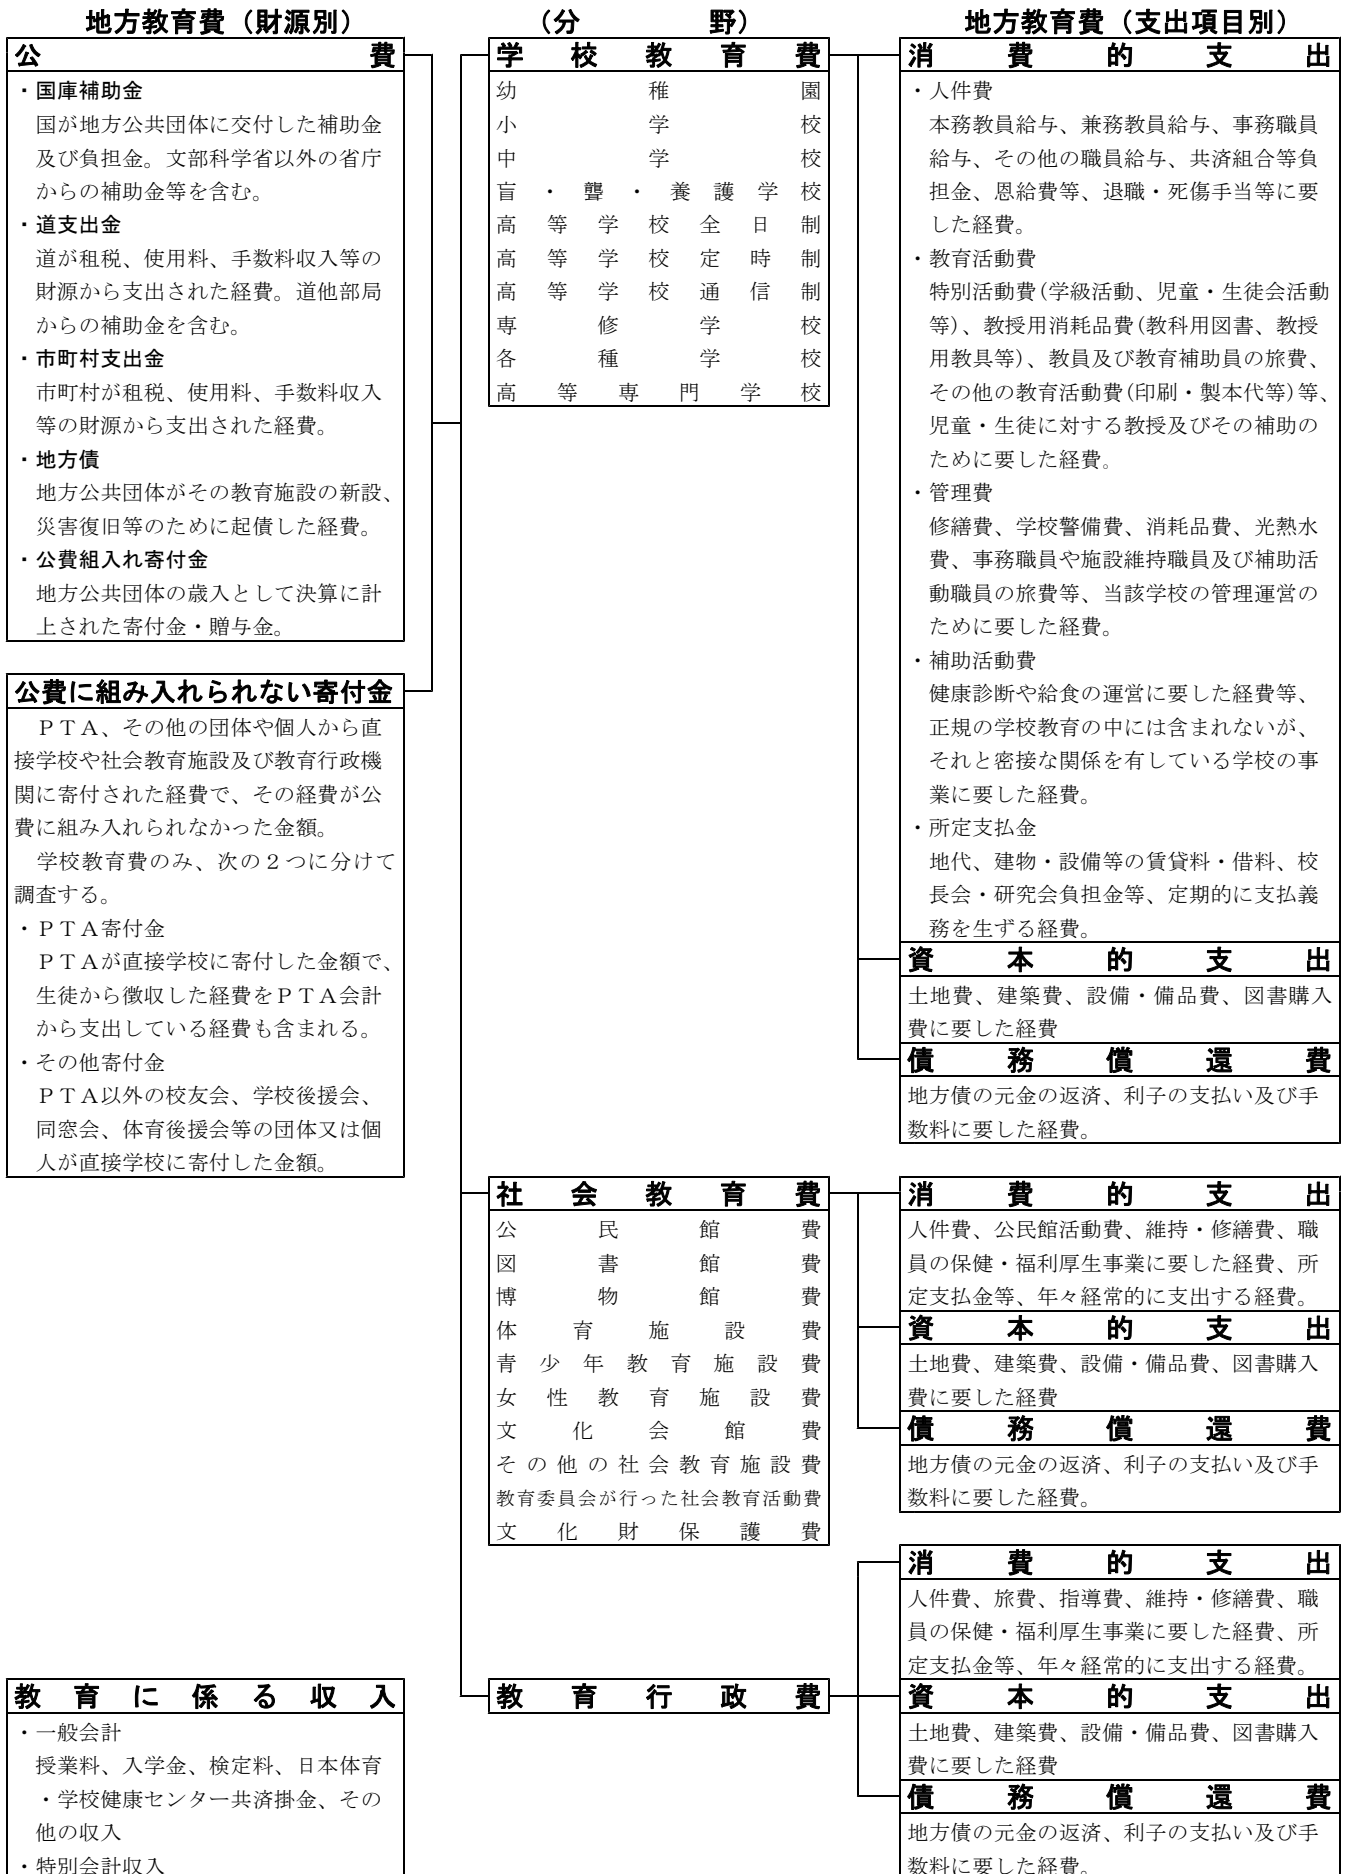 地方教育費（財源別）
公費
・国庫補助金
国が地方公共団体に交付した補助金
及び負担金。文部科学省以外の省庁
からの補助金等を含む。
・道支出金
道が租税、使用料、手数料収入等の
財源から支出された経費。道他部局
からの補助金を含む。
・市町村支出金
市町村が租税、使用料、手数料収入
等の財源から支出された経費。
・地方債
地方公共団体がその教育施設の新設、
災害復旧等のために起債した経費。
・公費組入れ寄付金
地方公共団体の歳入として決算に計
上された寄付金・贈与金。
公費に組み入れられない寄付金
ＰＴＡ、その他の団体や個人から直
接学校や社会教育施設及び教育行政機
関に寄付された経費で、その経費が公
費に組み入れられなかった金額。
学校教育費のみ、次の２つに分けて
調査する。
・ＰＴＡ寄付金
ＰＴＡが直接学校に寄付した金額で、
生徒から徴収した経費をＰＴＡ会計
から支出している経費も含まれる。
・その他寄付金
ＰＴＡ以外の校友会、学校後援会、
同窓会、体育後援会等の団体又は個
人が直接学校に寄付した金額。
教育に係る収入
・一般会計
授業料、入学金、検定料、日本体育
・学校健康センター共済掛金、その
他の収入
・特別会計収入
（分野）
学校教育費
幼稚園
小学校
中学校
盲・聾・養護学校
高等学校全日制
高等学校定時制
高等学校通信制
専修学校
各種学校
高等専門学校
社会教育費
公民館費
図書館費
博物館費
体育施設費
青少年教育施設費
女性教育施設費
文化会館費
その他の社会教育施設費
教育委員会が行った社会教育活動費
文化財保護費
教育行政費
地方教育費（支出項目別）
消費的支出
・人件費
本務教員給与、兼務教員給与、事務職員
給与、その他の職員給与、共済組合等負
担金、恩給費等、退職・死傷手当等に要
した経費。
・教育活動費
特別活動費(学級活動、児童・生徒会活動
等)、教授用消耗品費(教科用図書、教授
用教具等)、教員及び教育補助員の旅費、
その他の教育活動費(印刷・製本代等)等、
児童・生徒に対する教授及びその補助の
ために要した経費。
・管理費
修繕費、学校警備費、消耗品費、光熱水
費、事務職員や施設維持職員及び補助活
動職員の旅費等、当該学校の管理運営の
ために要した経費。
・補助活動費
健康診断や給食の運営に要した経費等、
正規の学校教育の中には含まれないが、
それと密接な関係を有している学校の事
業に要した経費。
・所定支払金
地代、建物・設備等の賃貸料・借料、校
長会・研究会負担金等、定期的に支払義
務を生ずる経費。
資本的支出
土地費、建築費、設備・備品費、図書購入
費に要した経費
債務償還費
地方債の元金の返済、利子の支払い及び手
数料に要した経費。
消費的支出
人件費、公民館活動費、維持・修繕費、職
員の保健・福利厚生事業に要した経費、所
定支払金等、年々経常的に支出する経費。
資本的支出
土地費、建築費、設備・備品費、図書購入
費に要した経費
債務償還費
地方債の元金の返済、利子の支払い及び手
数料に要した経費。
消費的支出
人件費、旅費、指導費、維持・修繕費、職
員の保健・福利厚生事業に要した経費、所
定支払金等、年々経常的に支出する経費。
資本的支出
土地費、建築費、設備・備品費、図書購入
費に要した経費
債務償還費
地方債の元金の返済、利子の支払い及び手
数料に要した経費。